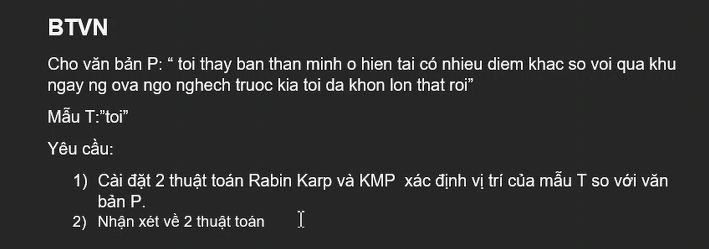 BTVN
Cho văn bản P: “ toi thay ban than minh o hien tai có nhieu diem khac so voi qua khu
ngay ng ova ngo nghech truoc kia toi da khon lon that roi”
Mẫu T:”toi”
Yêu cầu:
1) Cài đặt 2 thuật toán Rabin Karp và KMP xác định vị trí của mẫu T so với văn
bản P.
2) Nhận xét về 2 thuật toán